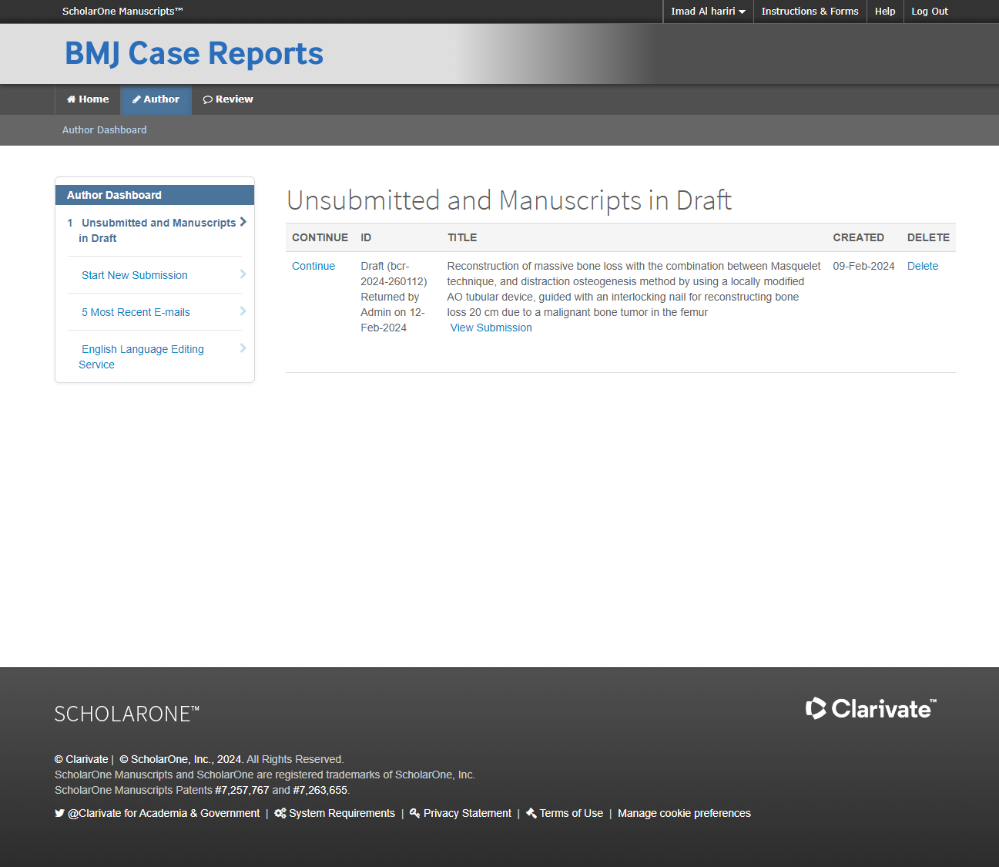 ScholarOne Manuscripts™
Imad Al hariri
Instructions & Forms
Help
Log Out
BMJ Case Reports
Home
Author
Review
Author Dashboard
Author Dashboard
1 Unsubmitted and Manuscripts
in Draft
Start New Submission
5 Most Recent E-mails
English Language Editing
Service
Unsubmitted and Manuscripts in Draft
CONTINUE ID TITLE CREATED DELETE
Continue
Draft (bcr-
2024-260112)
Returned by
Admin on 12-
Feb-2024
Reconstruction of massive bone loss with the combination between Masquelet
technique, and distraction osteogenesis method by using a locally modified
AO tubular device, guided with an interlocking nail for reconstructing bone
loss 20 cm due to a malignant bone tumor in the femur
View Submission
09-Feb-2024
Delete
SCHOLARONE™
Clarivate™
© Clarivate | © ScholarOne, Inc., 2024. All Rights Reserved.
ScholarOne Manuscripts and ScholarOne are registered trademarks of ScholarOne, Inc.
ScholarOne Manuscripts Patents #7,257,767 and #7,263,655.
@Clarivate for Academia & Government | System Requirements | Privacy Statement | Terms of Use | Manage cookie preferences